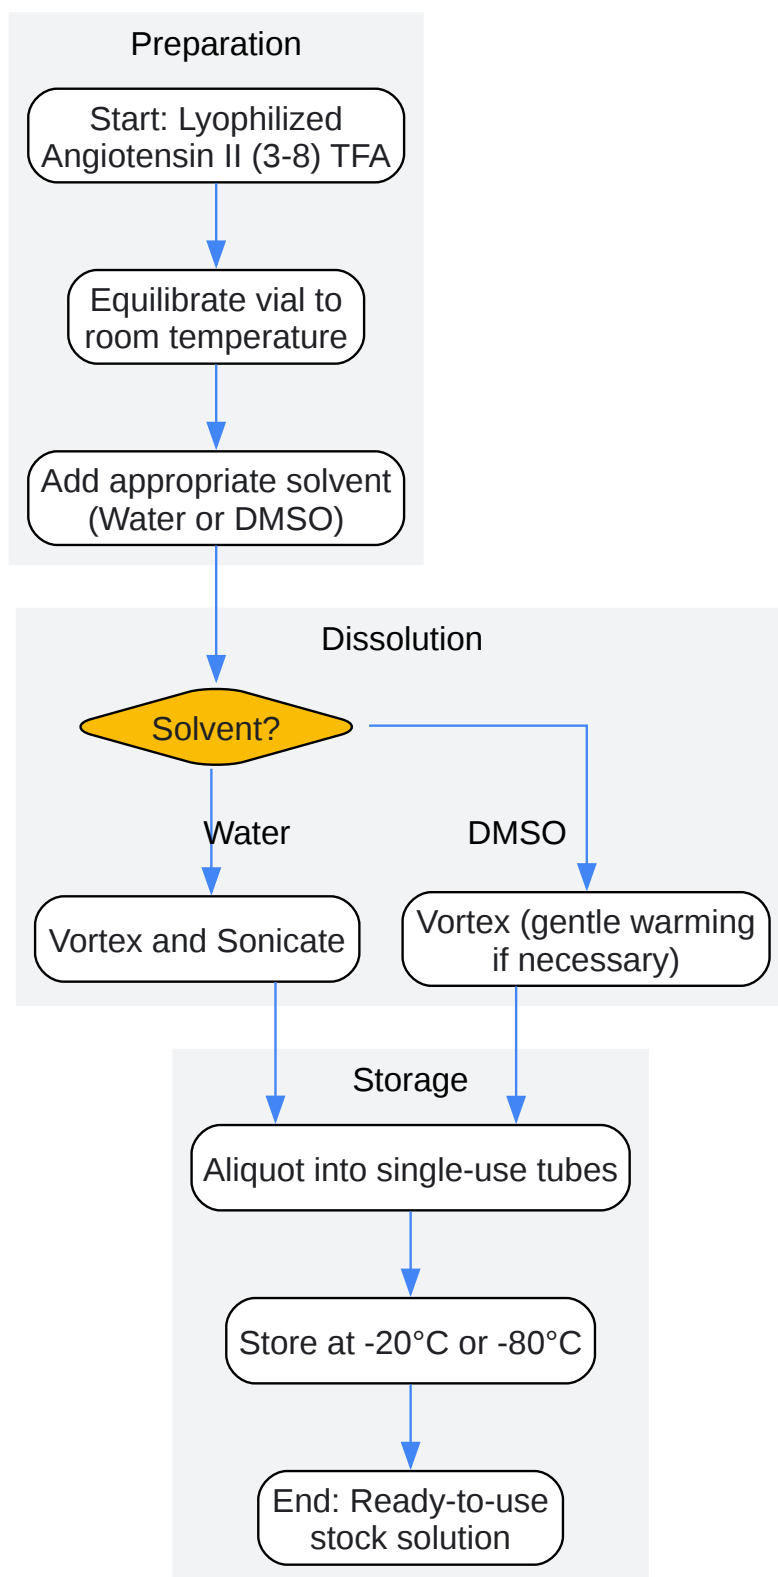 Preparation
Start: Lyophilized
Angiotensin II (3-8) TFA
Equilibrate vial to
room temperature
Add appropriate solvent
(Water or DMSO)
Dissolution
Solvent?
Water
DMSO
Vortex and Sonicate
Vortex (gentle warming
if necessary)
Storage
Aliquot into single-use tubes
Store at -20°C or -80°C
End: Ready-to-use
stock solution